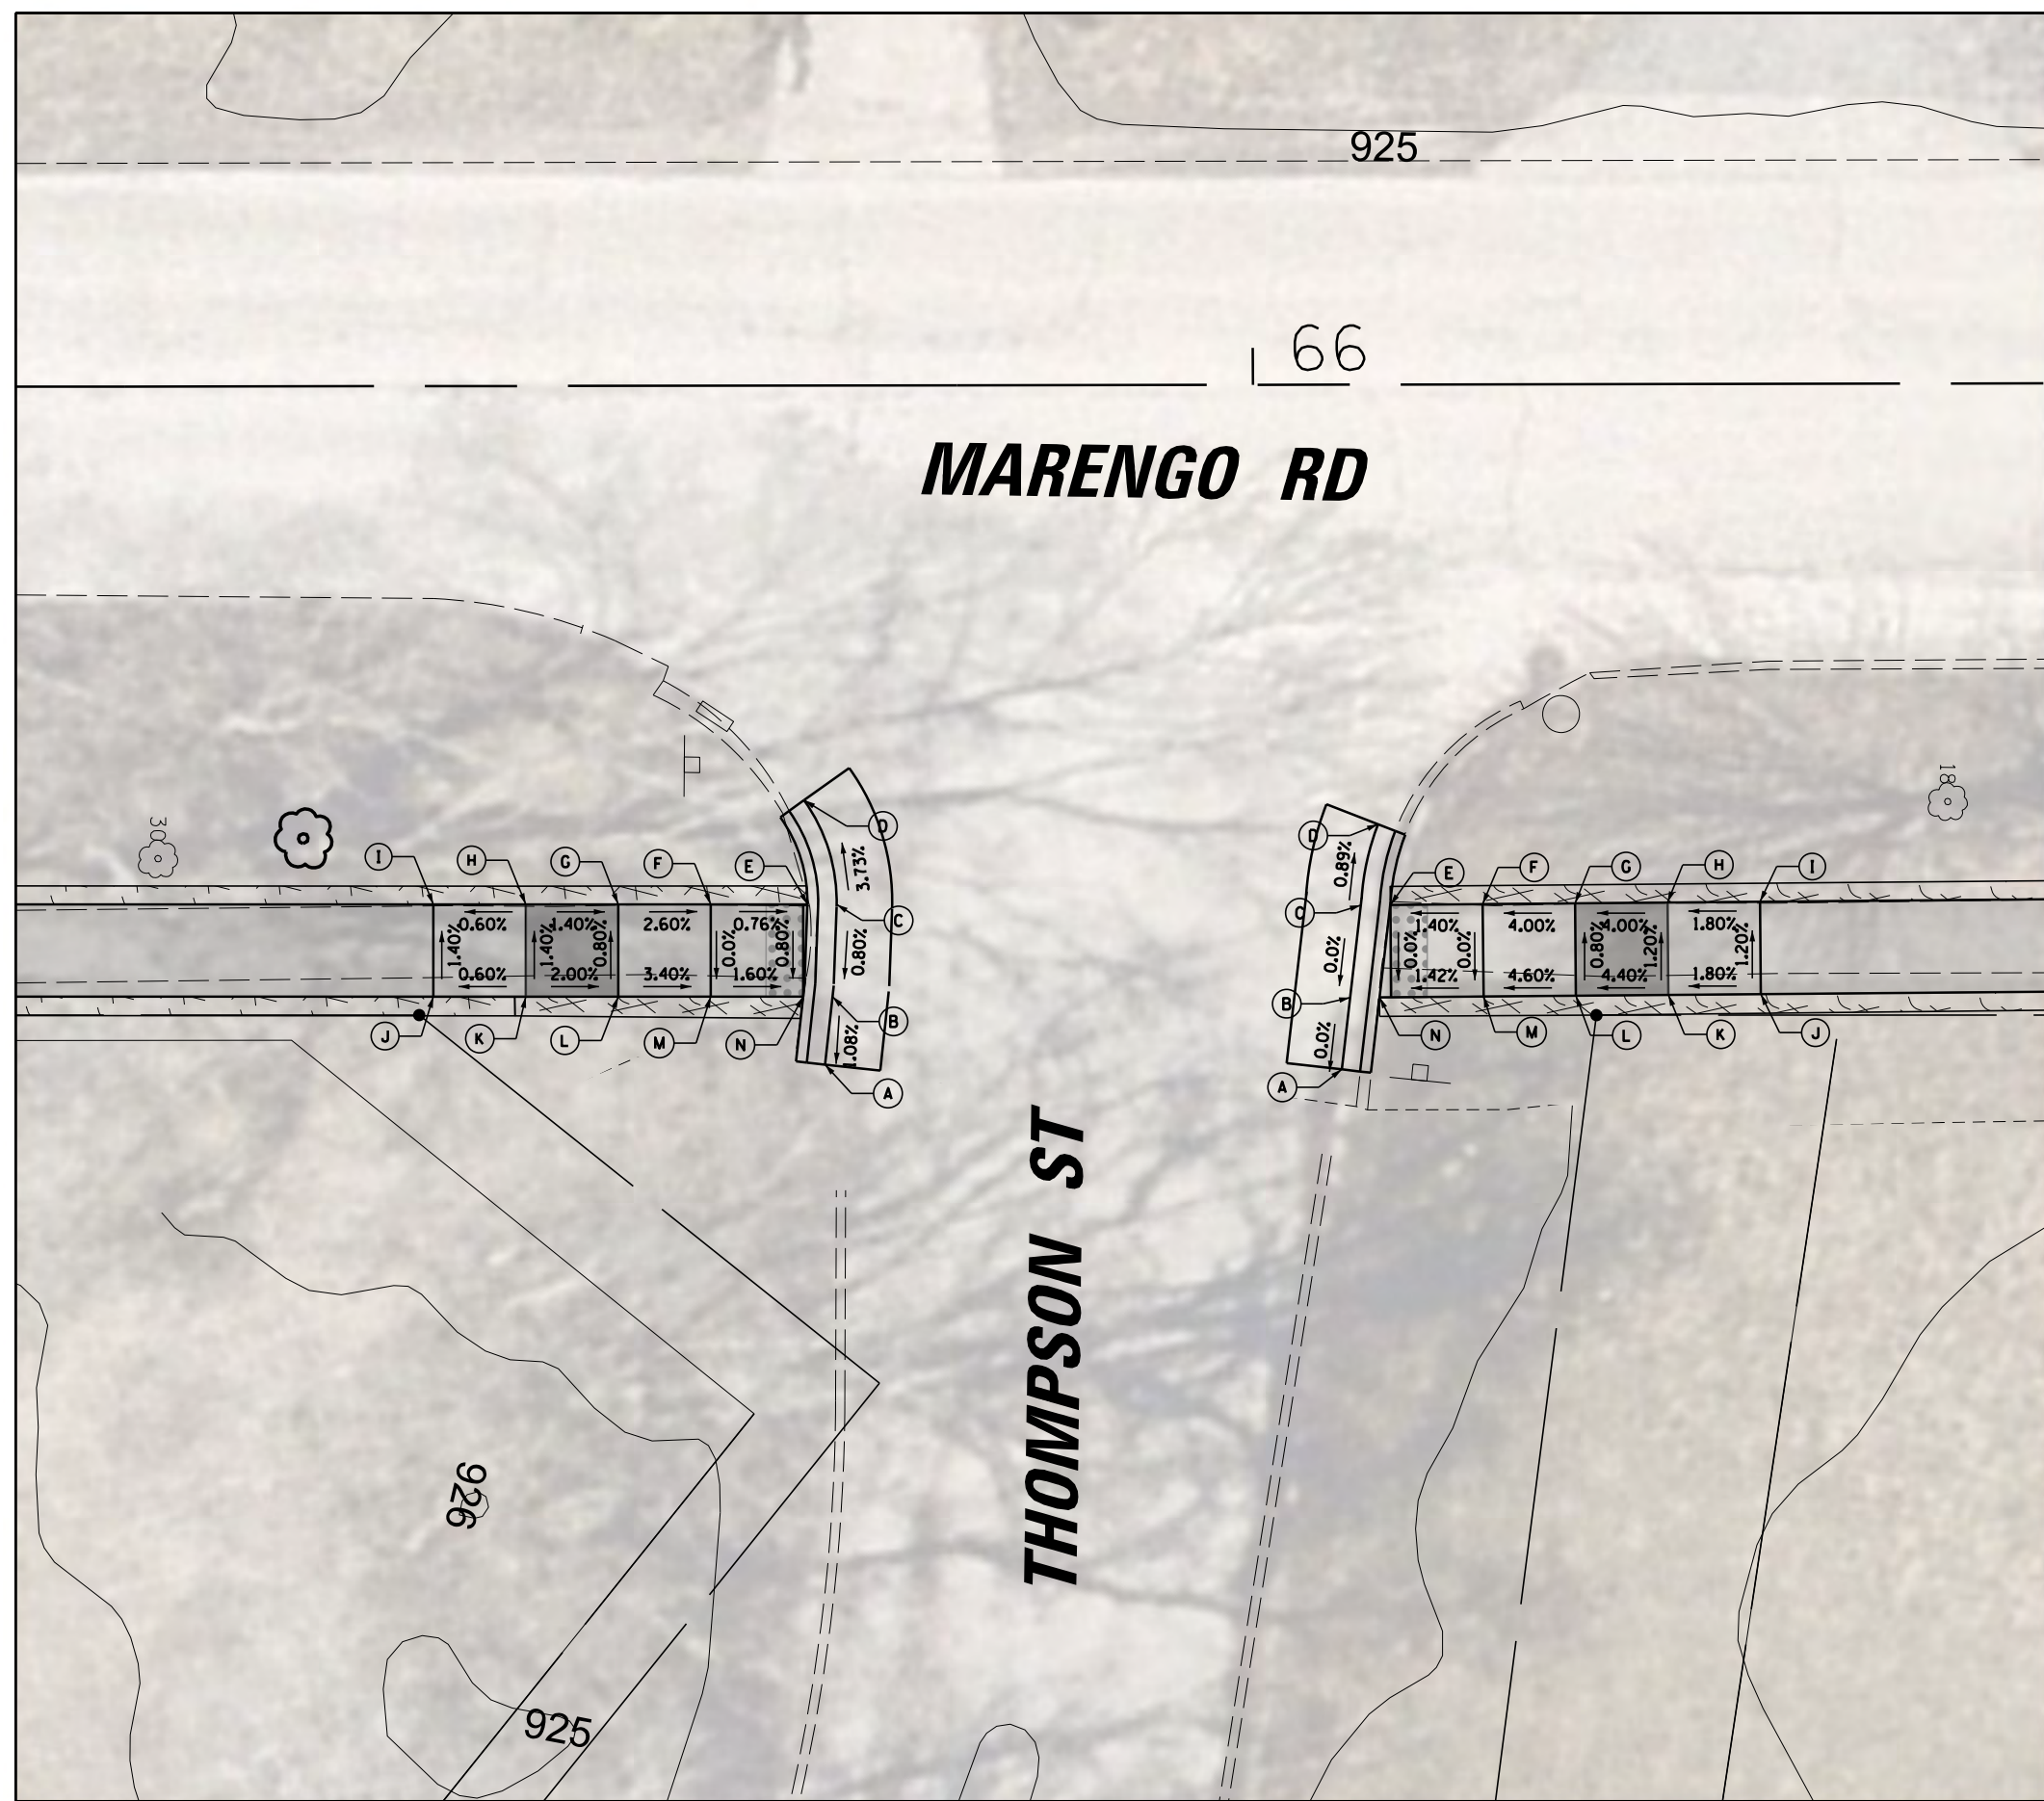 925
66
MARENGO RD
30
18
D
D
3.73%
0.89%
I
H
G
F
E
E
F
G
H
I
C
C
0.60%
1.40%
2.60%
0.76%
1.40%
4.00%
4.00%
1.80%
1.40%
1.40%
0.80%
0.0%
0.80%
0.80%
0.0%
0.0%
0.0%
0.80%
1.20%
1.20%
0.60%
2.00%
3.40%
1.60%
1.42%
4.60%
4.40%
1.80%
B
B
J
K
L
M
N
N
M
L
K
J
1.08%
0.0%
A
A
THOMPSON ST
926
925